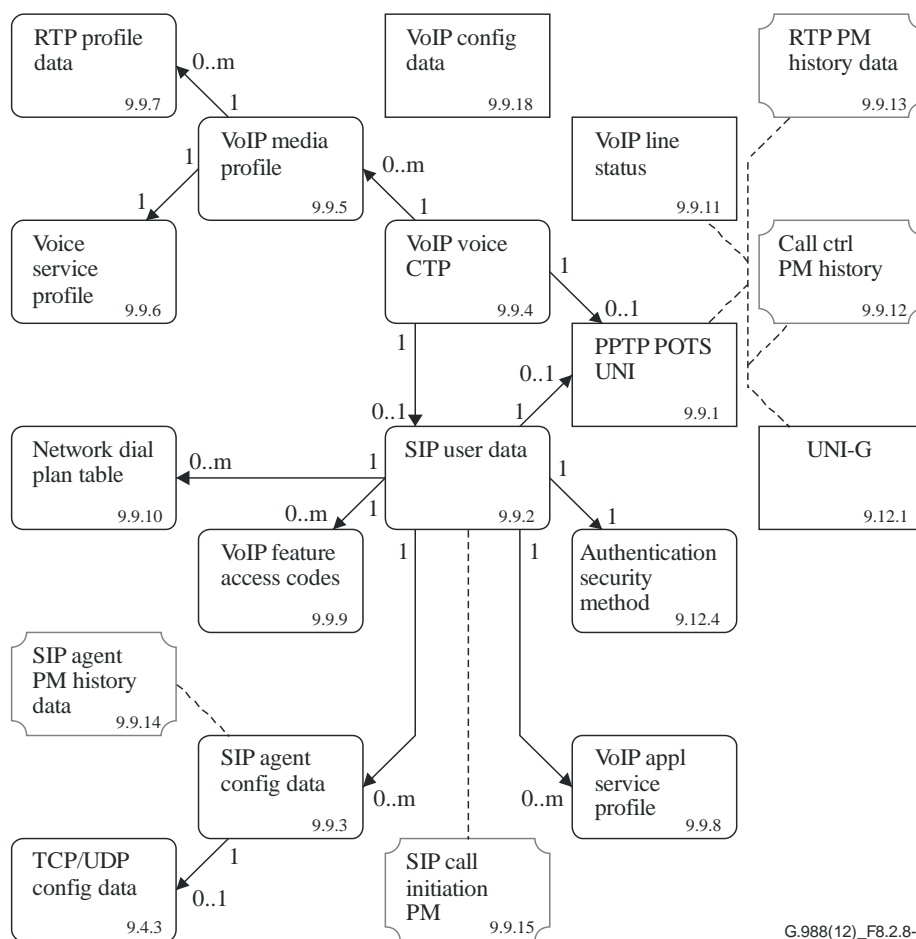 RTP profile
data
9.9.7
0..m
1
VoIP config
data
9.9.18
RTP PM
history data
9.9.13
VoIP media
profile
9.9.5
1
1
0..m
1
VoIP line
status
9.9.11
Voice
service
profile
9.9.6
VoIP voice
CTP
9.9.4
1
0..1
1
Call ctrl
PM history
9.9.12
PPTP POTS
UNI
9.9.1
0..1
1
0..1
Network dial
plan table
9.9.10
0..m
1
SIP user data
9.9.2
1
UNI-G
9.12.1
0..m
1
1
1
1
VoIP feature
access codes
9.9.9
Authentication
security
method
9.12.4
SIP agent
PM history
data
9.9.14
SIP agent
config data
9.9.3
0..m
0..m
VoIP appl
service
profile
9.9.8
1
0..1
TCP/UDP
config data
9.4.3
SIP call
initiation
PM
9.9.15
G.988(12)_F8.2.8-